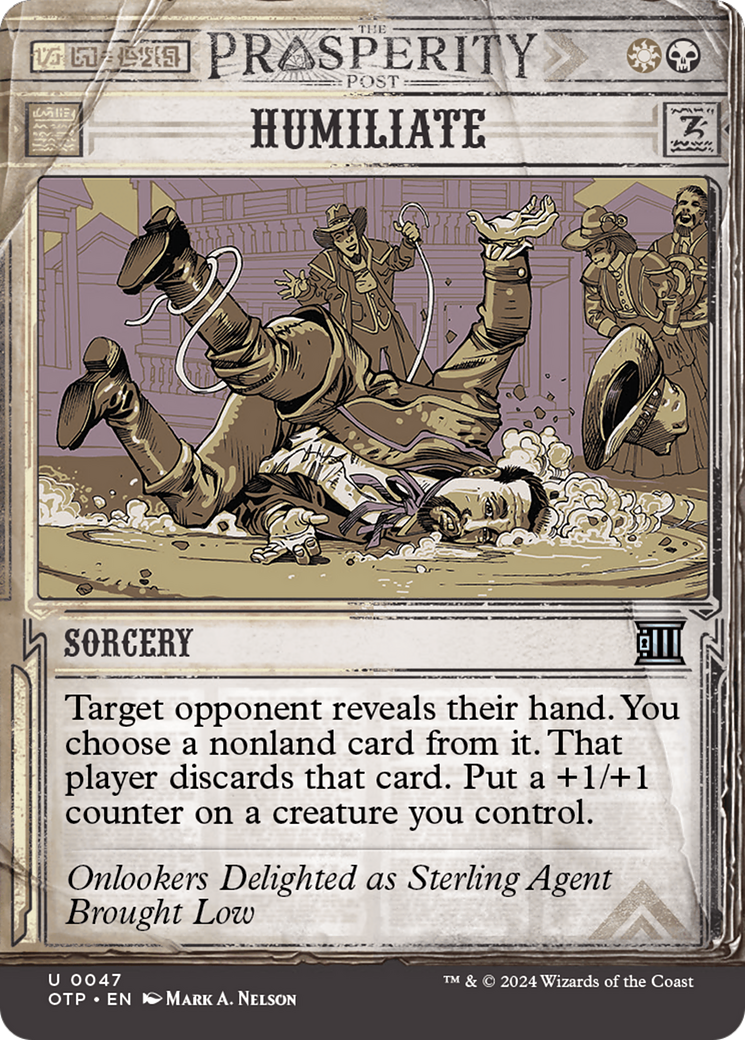 THE
PROSPERITY
POST
HUMILIATE
SORCERY
Target opponent reveals their hand. You
choose a nonland card from it. That
player discards that card. Put a +1/+1
counter on a creature you control.
Onlookers Delighted as Sterling Agent
Brought Low
U 0047
OTP • EN Mark A. Nelson
™ & © 2024 Wizards of the Coast